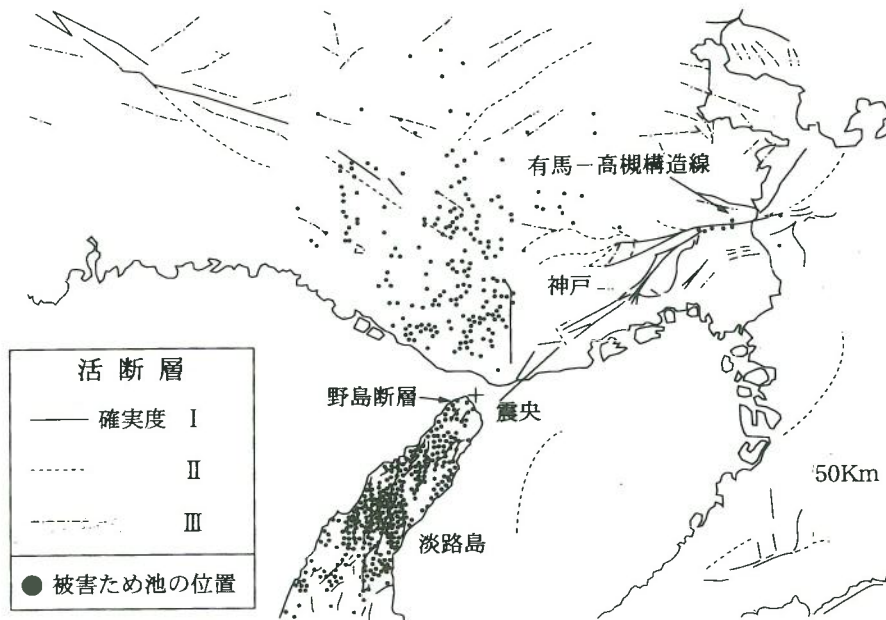 有馬－高槻構造線
神戸
活断層
確実度 Ⅰ
Ⅱ
Ⅲ
被害ため池の位置
野島断層
震央
淡路島
50Km